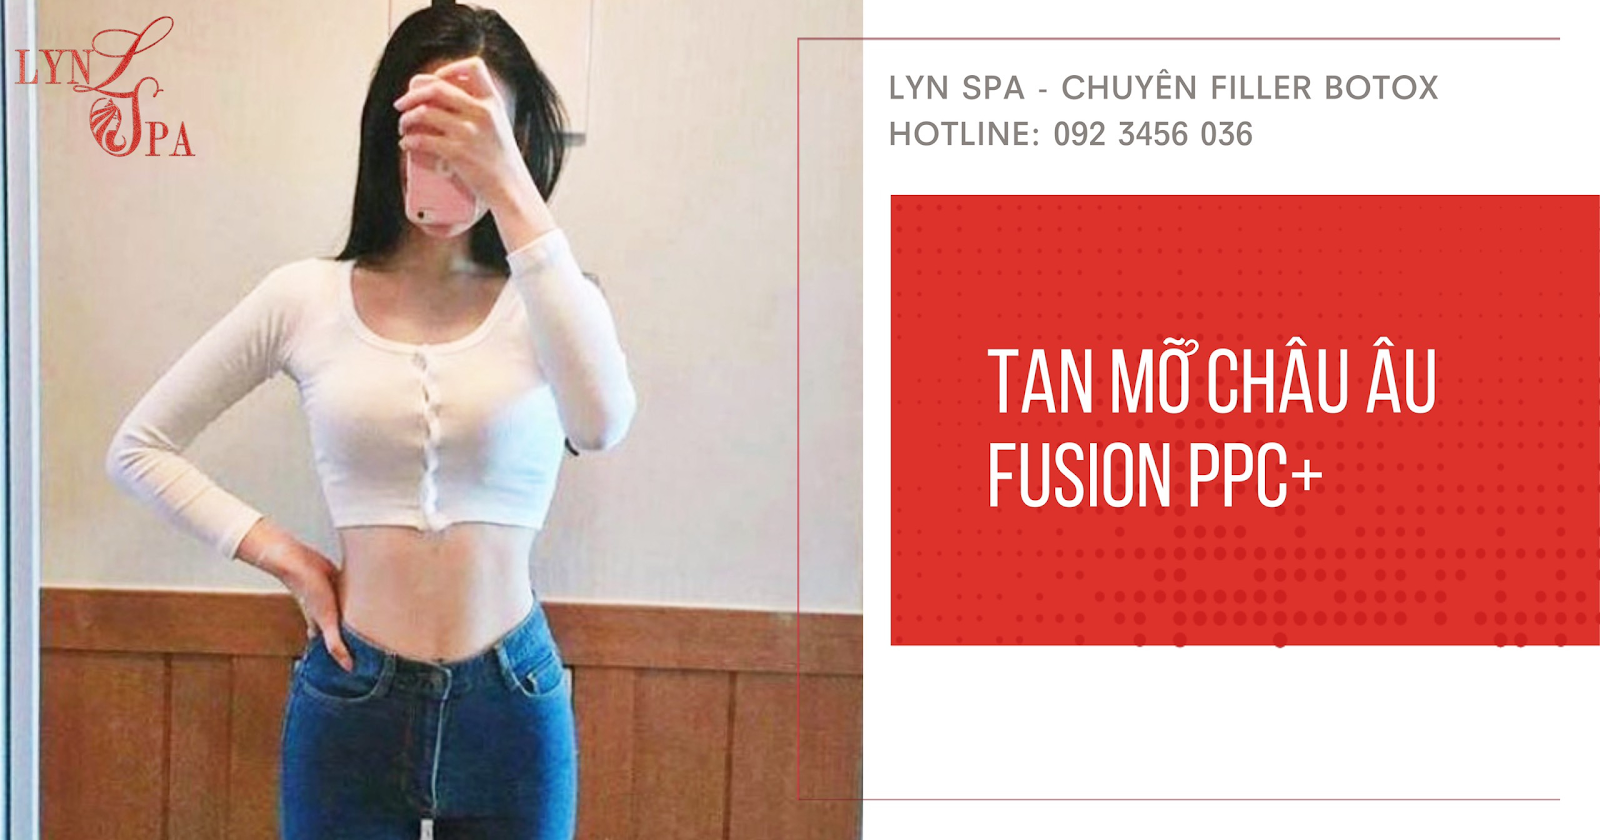 LYN
SPA
LYN SPA - CHUYÊN FILLER BOTOX
HOTLINE: 092 3456 036
TAN MỠ CHÂU ÂU
FUSION PPC+